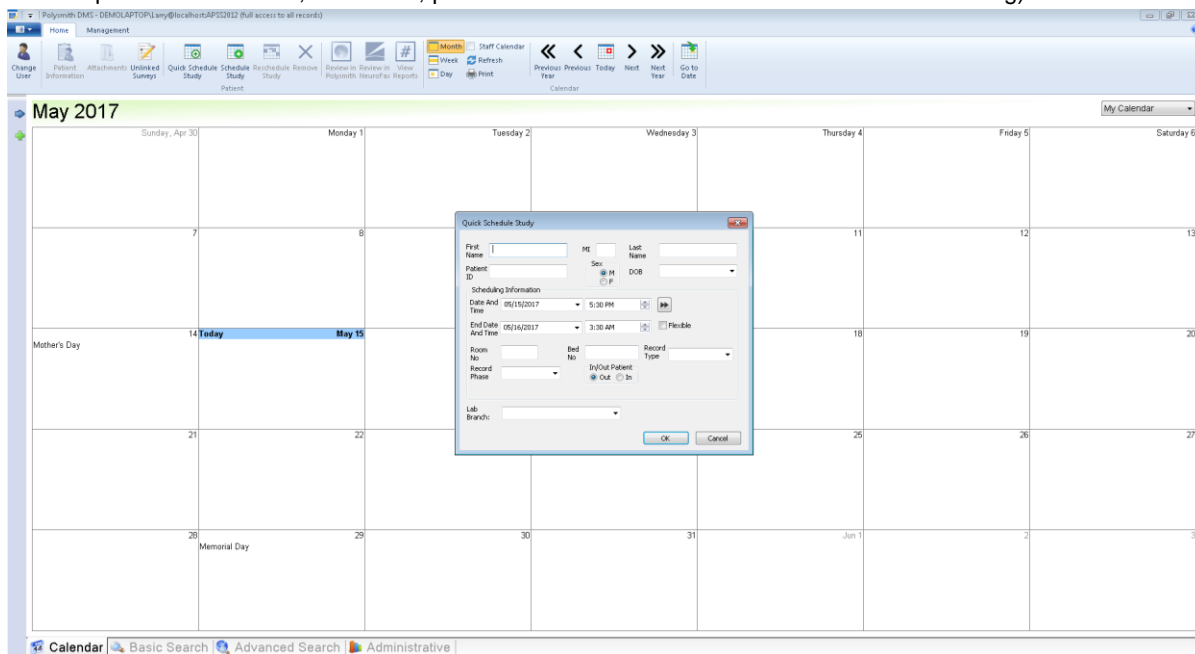 Polysmith DMS - DEMOLAPTOP\Larry@localhost:APSS2012 (full access to all records)
Home Management
Change User
Patient Information
Attachments
Unlinked Surveys
Quick Schedule Study
Schedule Study
Reschedule Study
Remove
Review in Polysmith
Review in NeuroFax
View Reports
Patient
Month
Week
Day
Staff Calendar
Refresh
Print
Previous Year
Previous
Today
Next
Next Year
Go to Date
Calendar
May 2017
My Calendar
Sunday, Apr 30 Monday 1 Tuesday 2 Wednesday 3 Thursday 4 Friday 5 Saturday 6
7 8 11 12 13
Quick Schedule Study
First Name
MI
Last Name
Patient ID
Sex
M
F
DOB
Scheduling Information
Date And Time 05/15/2017 5:30 PM
End Date And Time 05/16/2017 3:30 AM Flexible
Room No
Bed No
Record Type
Record Phase
In/Out Patient
Out In
Lab Branch:
OK Cancel
14 Today May 15 18 19 20
Mother's Day
21 22 25 26 27
28 29 30 31 Jun 1 2 3
Memorial Day
Calendar Basic Search Advanced Search Administrative